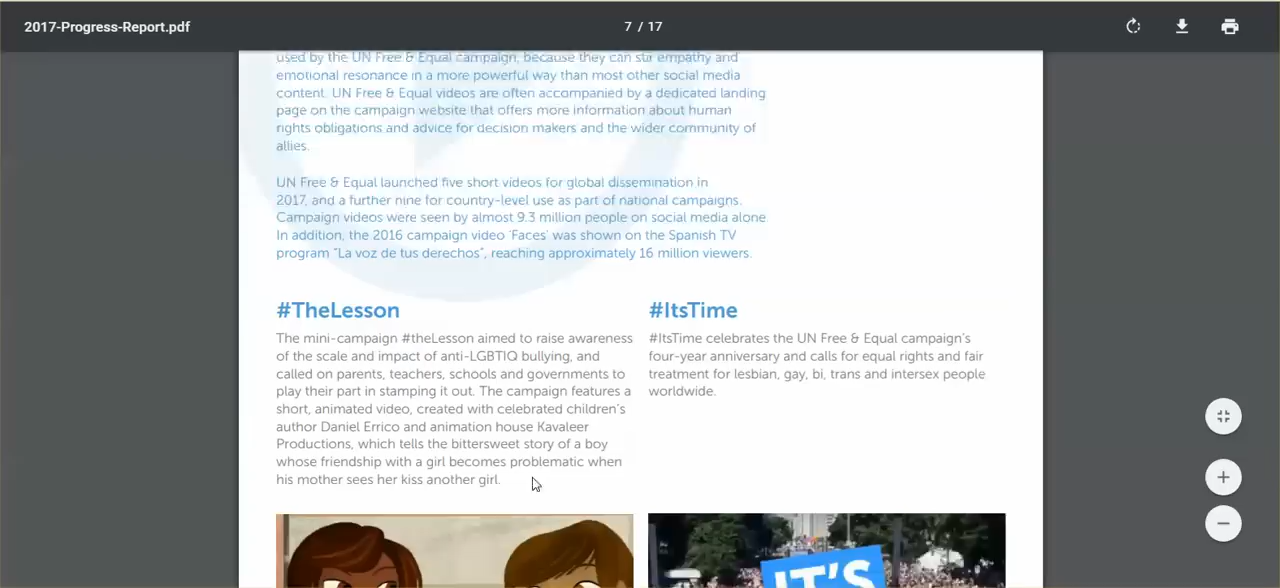 2017-Progress-Report.pdf
7 / 17
used by the UN Free & Equal campaign, because they can stir empathy and
emotional resonance in a more powerful way than most other social media
content. UN Free & Equal videos are often accompanied by a dedicated landing
page on the campaign website that offers more information about human
rights obligations and advice for decision makers and the wider community of
allies.
UN Free & Equal launched five short videos for global dissemination in
2017, and a further nine for country-level use as part of national campaigns.
Campaign videos were seen by almost 9.3 million people on social media alone.
In addition, the 2016 campaign video 'Faces' was shown on the Spanish TV
program "La voz de tus derechos", reaching approximately 16 million viewers.
#TheLesson
The mini-campaign #theLesson aimed to raise awareness
of the scale and impact of anti-LGBTIQ bullying, and
called on parents, teachers, schools and governments to
play their part in stamping it out. The campaign features a
short, animated video, created with celebrated children's
author Daniel Errico and animation house Kavaleer
Productions, which tells the bittersweet story of a boy
whose friendship with a girl becomes problematic when
his mother sees her kiss another girl.
#ItsTime
#ItsTime celebrates the UN Free & Equal campaign's
four-year anniversary and calls for equal rights and fair
treatment for lesbian, gay, bi, trans and intersex people
worldwide.
IT'S